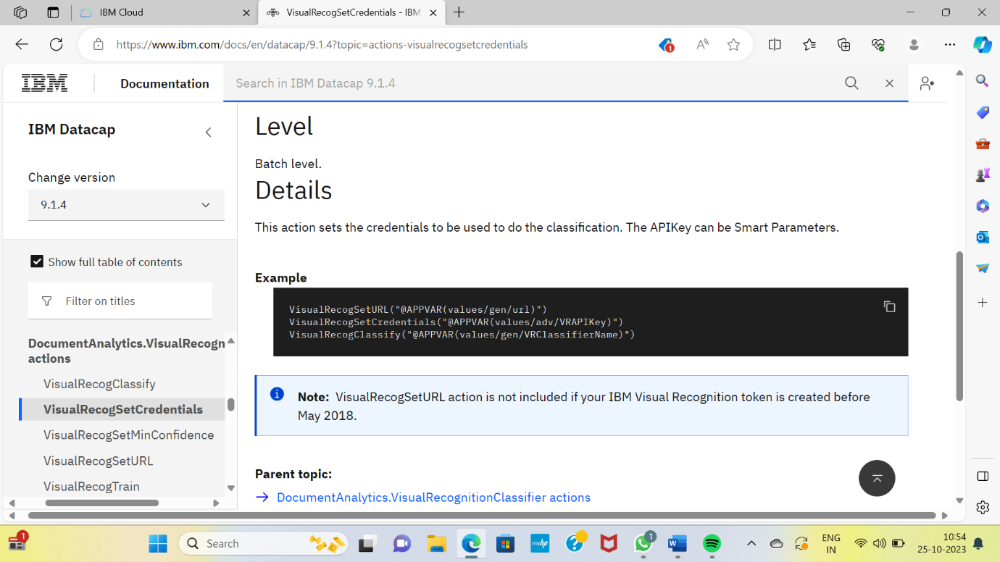 IBM Cloud
VisualRecogSetCredentials - IBM
https://www.ibm.com/docs/en/datacap/9.1.4?topic=actions-visualrecogsetcredentials
1
IBM
Documentation
Search in IBM Datacap 9.1.4
IBM Datacap
Change version
9.1.4
Show full table of contents
Filter on titles
DocumentAnalytics.VisualRecogn
actions
VisualRecogClassify
VisualRecogSetCredentials
VisualRecogSetMinConfidence
VisualRecogSetURL
VisualRecogTrain
Level
Batch level.
Details
This action sets the credentials to be used to do the classification. The APIKey can be Smart Parameters.
Example
VisualRecogSetURL("@APPVAR(values/gen/url)")
VisualRecogSetCredentials("@APPVAR(values/adv/VRAPIKey)")
VisualRecogClassify("@APPVAR(values/gen/VRClassifierName)")
Note: VisualRecogSetURL action is not included if your IBM Visual Recognition token is created before
May 2018.
Parent topic:
DocumentAnalytics.VisualRecognitionClassifier actions
1
Search
myhp
1
W
ENG
IN
10:54
25-10-2023